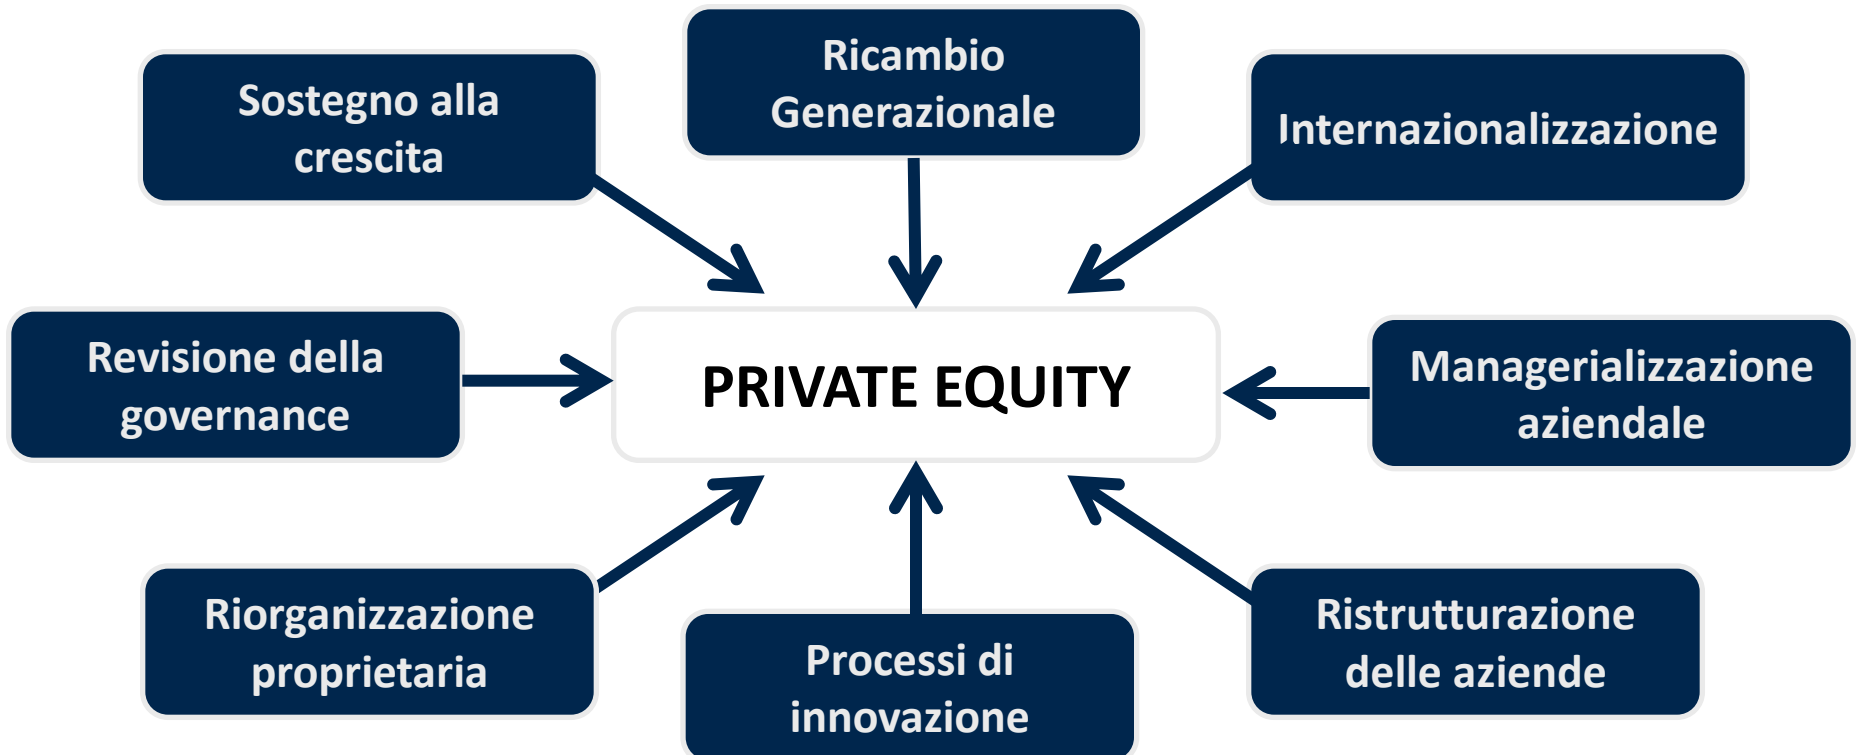 Ricambio
Generazionale
Sostegno alla
crescita
Internazionalizzazione
Revisione della
governance
PRIVATE EQUITY
Managerializzazione
aziendale
Riorganizzazione
proprietaria
Processi di
innovazione
Ristrutturazione
delle aziende